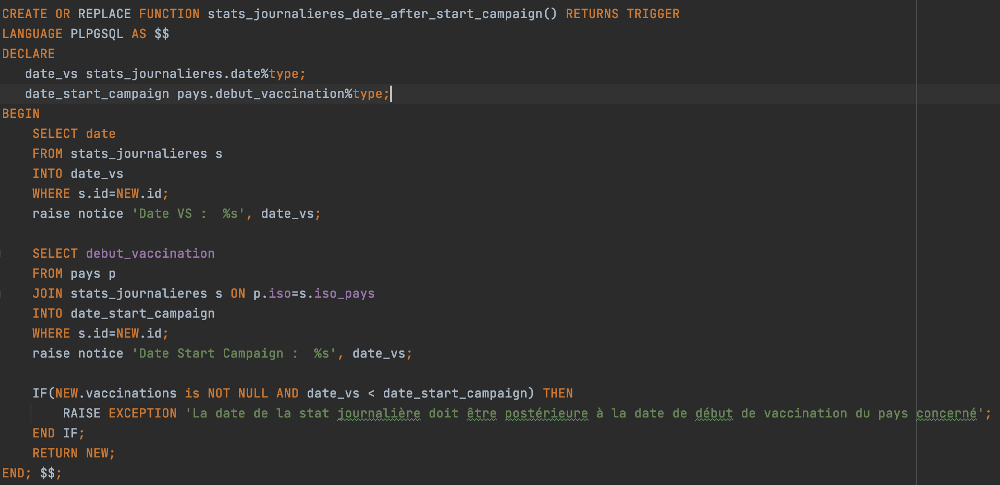 CREATE OR REPLACE FUNCTION stats_journalieres_date_after_start_campaign() RETURNS TRIGGER
LANGUAGE PLPGSQL AS $$
DECLARE
   date_vs stats_journalieres.date%type;
   date_start_campaign pays.debut_vaccination%type;
BEGIN
    SELECT date
    FROM stats_journalieres s
    INTO date_vs
    WHERE s.id=NEW.id;
    raise notice 'Date VS :  %s', date_vs;

    SELECT debut_vaccination
    FROM pays p
    JOIN stats_journalieres s ON p.iso=s.iso_pays
    INTO date_start_campaign
    WHERE s.id=NEW.id;
    raise notice 'Date Start Campaign :  %s', date_vs;

    IF(NEW.vaccinations is NOT NULL AND date_vs < date_start_campaign) THEN
        RAISE EXCEPTION 'La date de la stat journalière doit être postérieure à la date de début de vaccination du pays concerné';
    END IF;
    RETURN NEW;
END; $$;